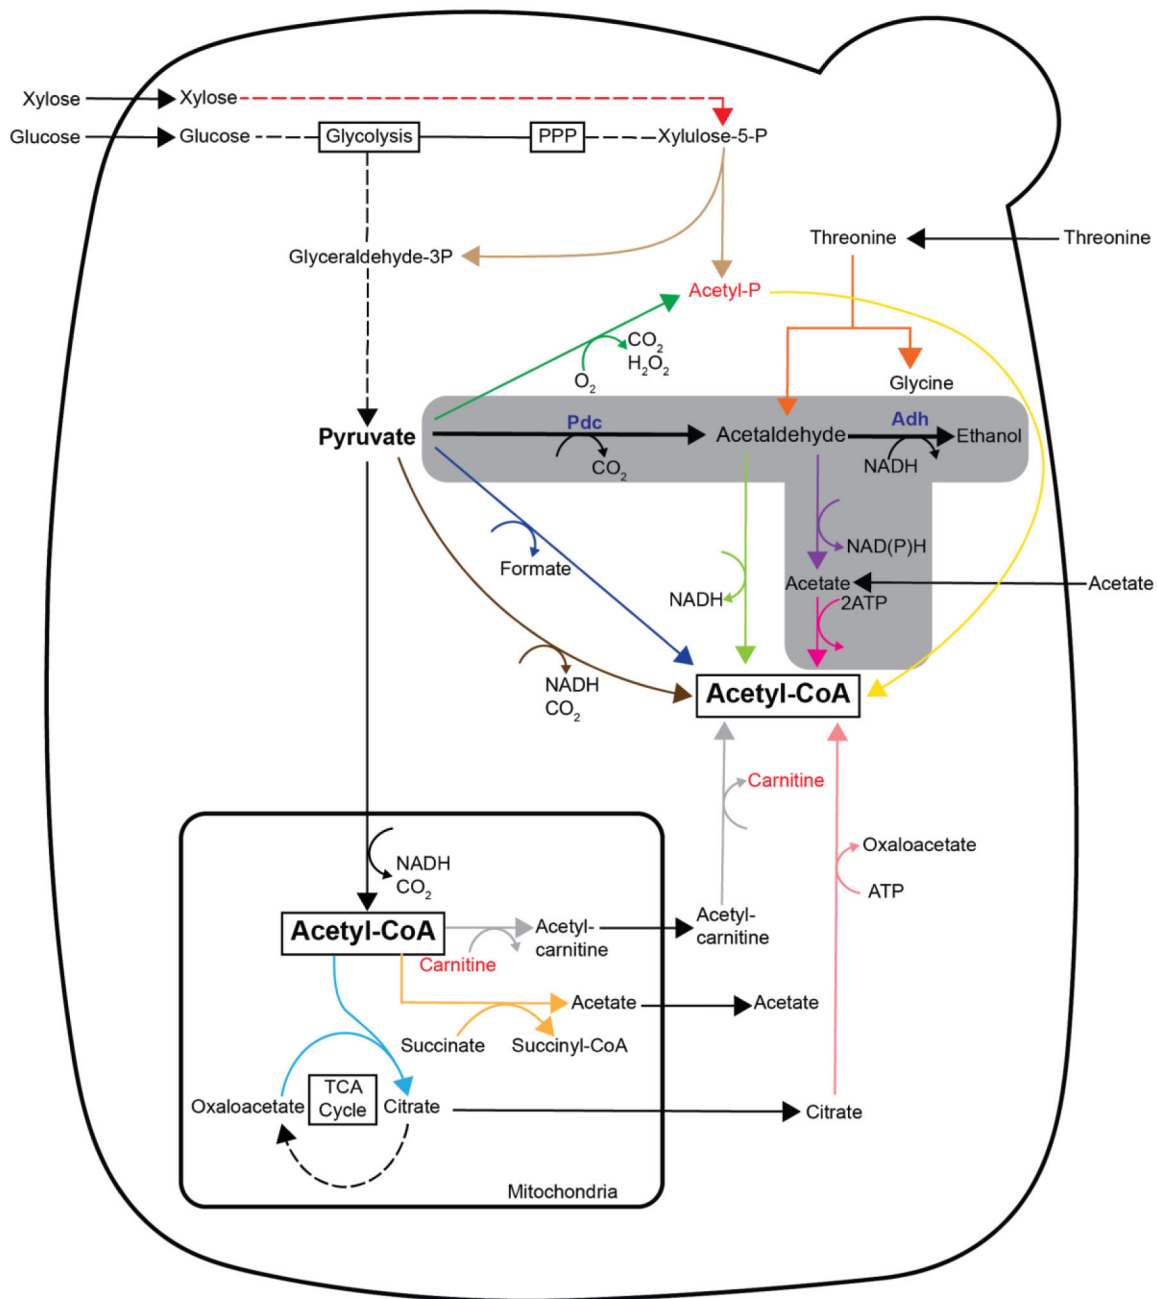 Xylose
Xylose
Glucose
Glucose
Glycolysis
PPP
Xylulose-5-P
Threonine
Threonine
Glyceraldehyde-3P
Acetyl-P
CO2
H2O2
O2
Glycine
Pyruvate
Pdc
CO2
Acetaldehyde
Adh
NADH
Ethanol
NAD(P)H
Formate
NADH
Acetate
Acetate
2ATP
NADH
CO2
Acetyl-CoA
Carnitine
Oxaloacetate
ATP
NADH
CO2
Acetyl-CoA
Carnitine
Acetyl-
carnitine
Acetyl-
carnitine
Acetate
Acetate
Succinate
Succinyl-CoA
Oxaloacetate
TCA
Cycle
Citrate
Citrate
Mitochondria